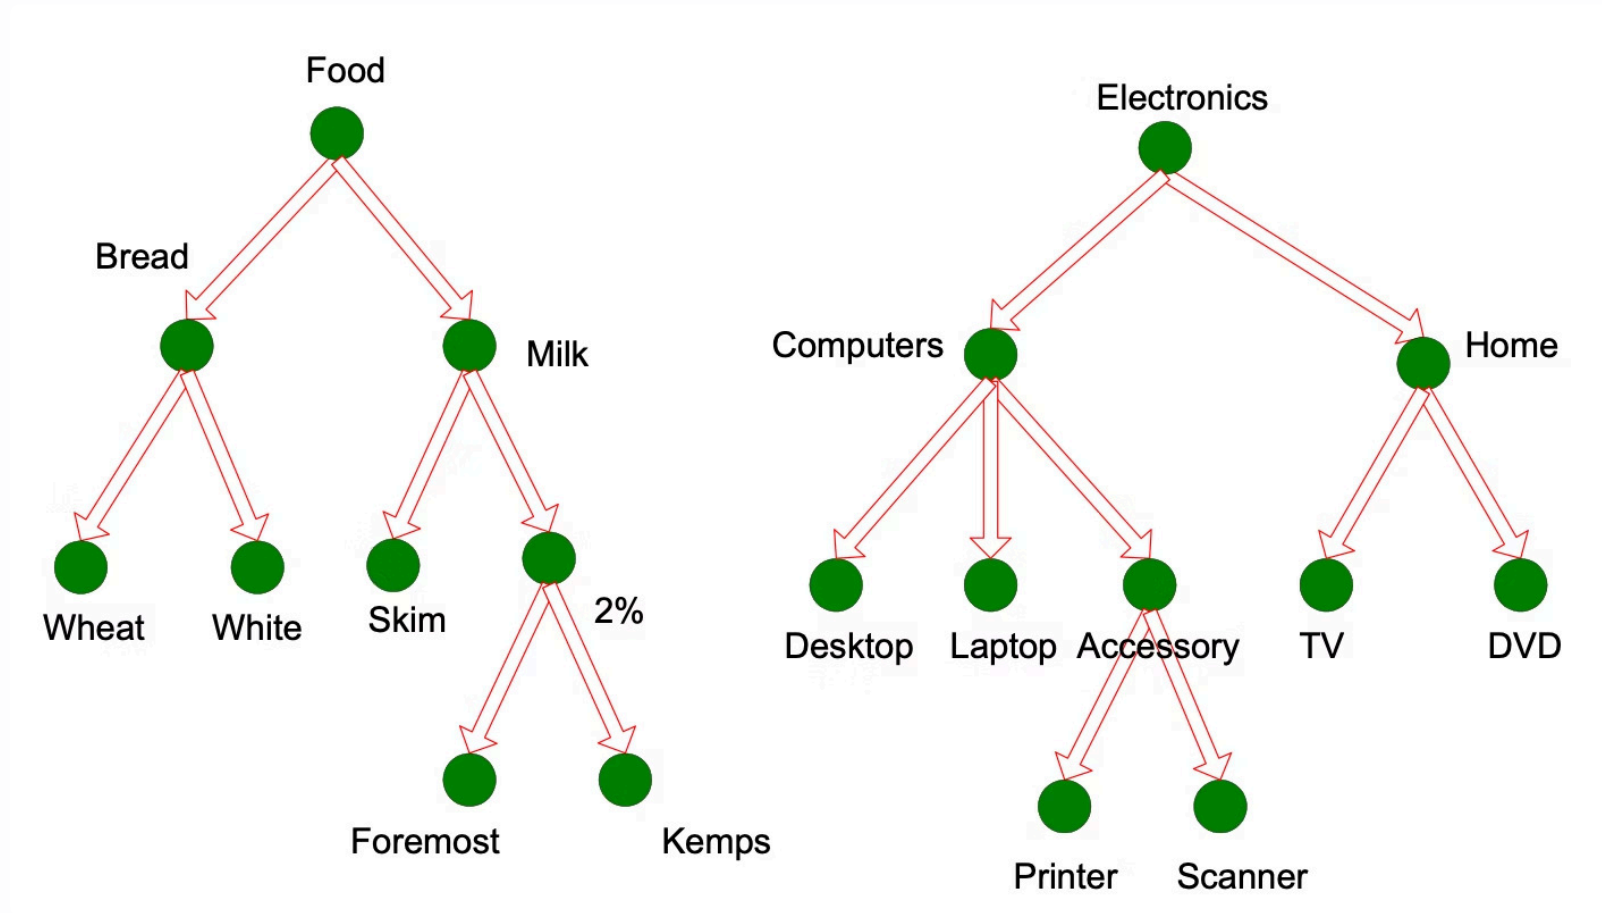 Food
Electronics
Bread
Milk
Computers
Home
Wheat
White
Skim
2%
Desktop
Laptop
Accessory
TV
DVD
Foremost
Kemps
Printer
Scanner